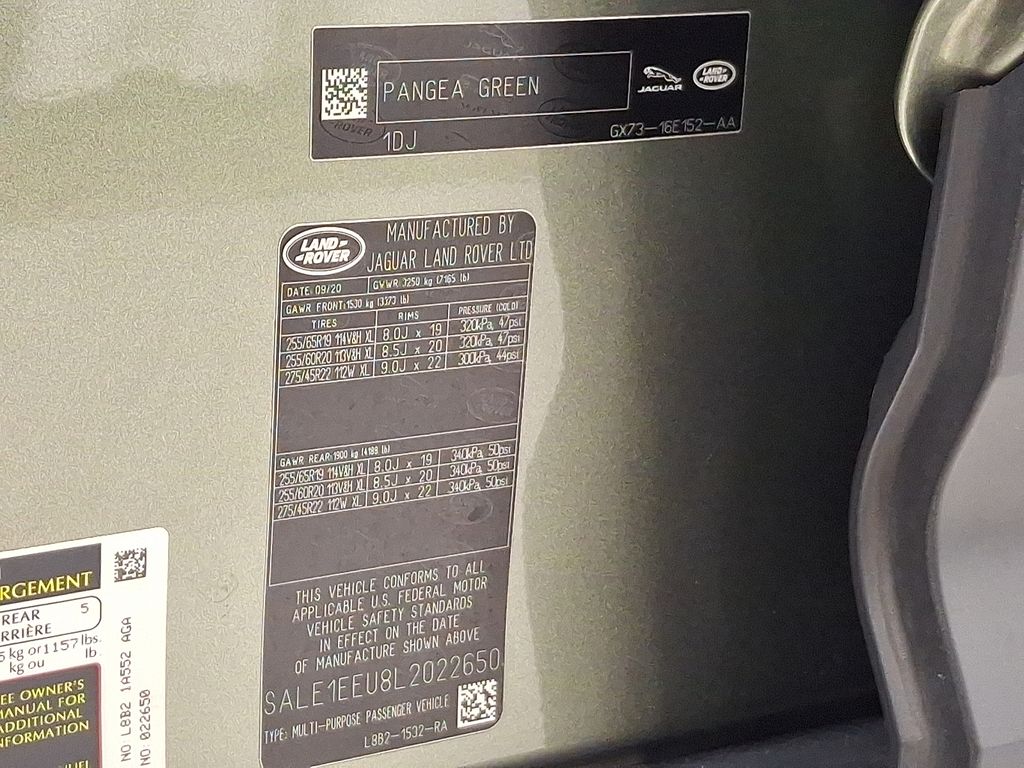 PANGEA GREEN
JAGUAR
LAND ROVER
1DJ
GX73-16E152-AA
LAND-
-ROVER
MANUFACTURED BY
JAGUAR LAND ROVER LTD
DATE: 09/20 GVWR: 3250 kg (7165 lb)
GAWR FRONT: 1530 kg (3373 lb)
TIRES RIMS PRESSURE (COLD)
255/65R19 114V&H XL 8.0J x 19 320kPa, 47psi
255/60R20 113V&H XL 8.5J x 20 320kPa, 47psi
275/45R22 112W XL 9.0J x 22 300kPa, 44psi
GAWR REAR: 1900 kg (4188 lb)
255/65R19 114V&H XL 8.0J x 19 340kPa, 50psi
255/60R20 113V&H XL 8.5J x 20 340kPa, 50psi
275/45R22 112W XL 9.0J x 22 340kPa, 50psi
THIS VEHICLE CONFORMS TO ALL
APPLICABLE U.S. FEDERAL MOTOR
VEHICLE SAFETY STANDARDS
IN EFFECT ON THE DATE
OF MANUFACTURE SHOWN ABOVE
SALE1EEU8L2022650
TYPE: MULTI-PURPOSE PASSENGER VEHICLE
L8B2-1532-RA
RGEMENT
REAR 5
RRIÈRE
5 kg or 1157 lbs.
kg ou lb.
EE OWNER'S
MANUAL FOR
ADDITIONAL
NFORMATION
NO L8B2 1A552 AGA
NO 022650